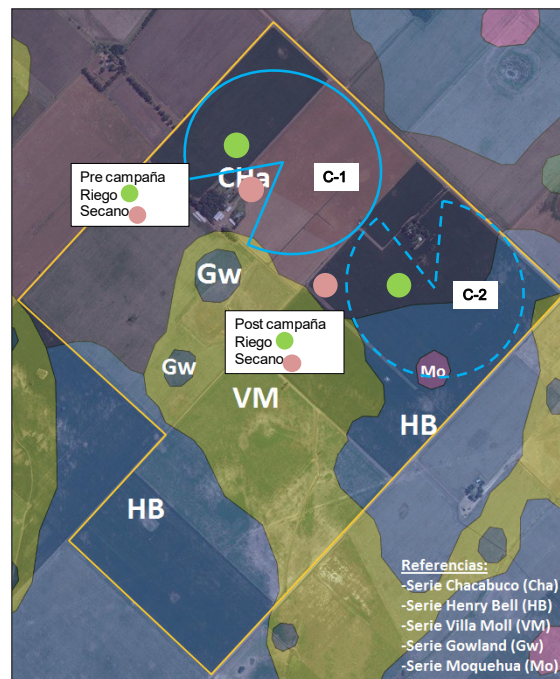 C-1
Pre campaña
Riego
Secano
CHa
Gw
C-2
Post campaña
Riego
Secano
Gw
Mo
VM
HB
HB
Referencias:
-Serie Chacabuco (Cha)
-Serie Henry Bell (HB)
-Serie Villa Moll (VM)
-Serie Gowland (Gw)
-Serie Moquehua (Mo)